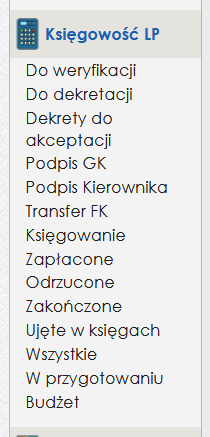 Księgowość LP
Do weryfikacji
Do dekretacji
Dekrety do
akceptacji
Podpis GK
Podpis Kierownika
Transfer FK
Księgowanie
Zapłacone
Odrzucone
Zakończone
Ujęte w księgach
Wszystkie
W przygotowaniu
Budżet